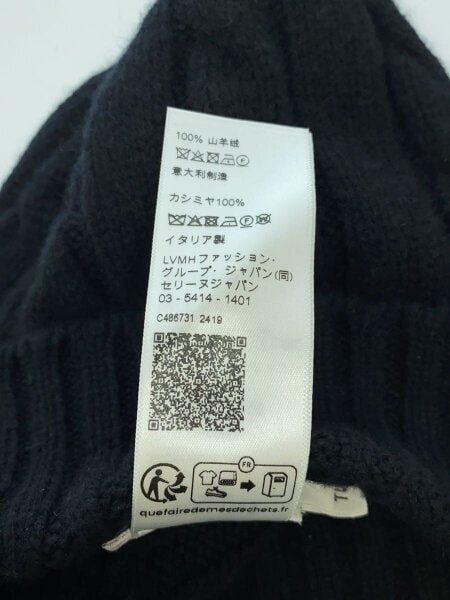 100% 山羊绒
意大利制造
カシミヤ100%
イタリア製
LVMHファッション・
グループ・ジャパン(同)
セリーヌジャパン
03-5414-1401
C486731 2419
FR
quefairedemesdechets.fr